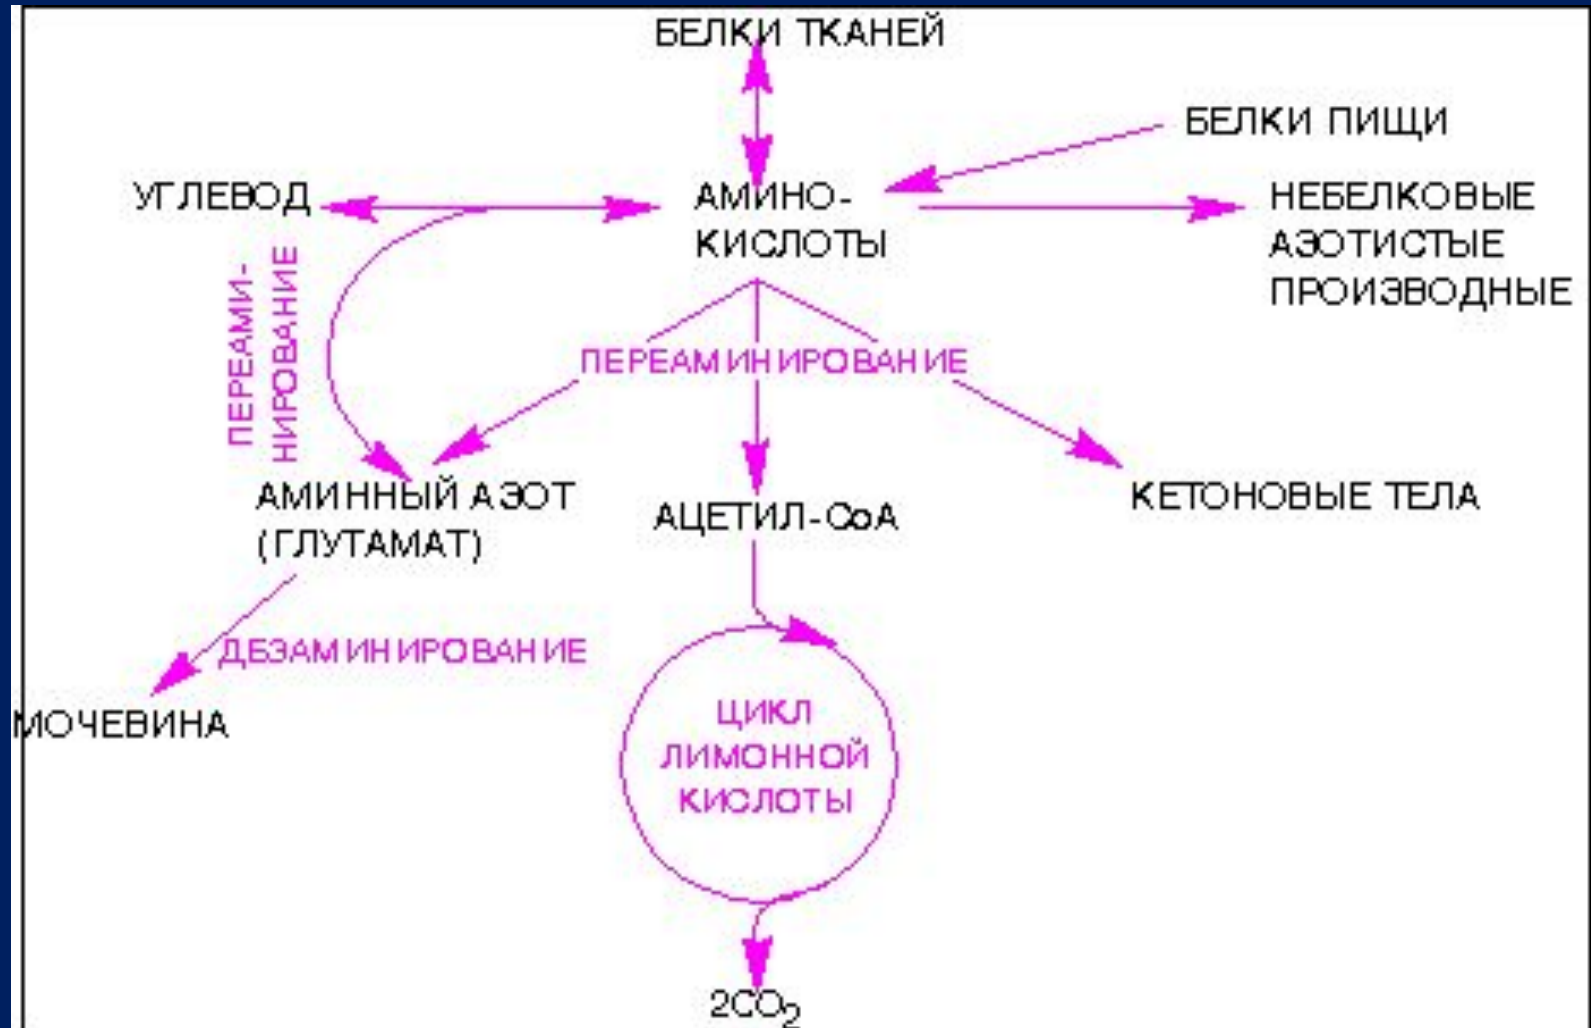 БЕЛКИ ТКАНЕЙ
БЕЛКИ ПИЩИ
УГЛЕВОД
АМИНО-
КИСЛОТЫ
НЕБЕЛКОВЫЕ
АЗОТИСТЫЕ
ПРОИЗВОДНЫЕ
ПЕРЕАМИ-
НИРОВАНИЕ
ПЕРЕАМИНИРОВАНИЕ
АМИННЫЙ АЗОТ
(ГЛУТАМАТ)
АЦЕТИЛ-СоА
КЕТОНОВЫЕ ТЕЛА
ДЕЗАМИНИРОВАНИЕ
МОЧЕВИНА
ЦИКЛ
ЛИМОННОЙ
КИСЛОТЫ
2CO₂